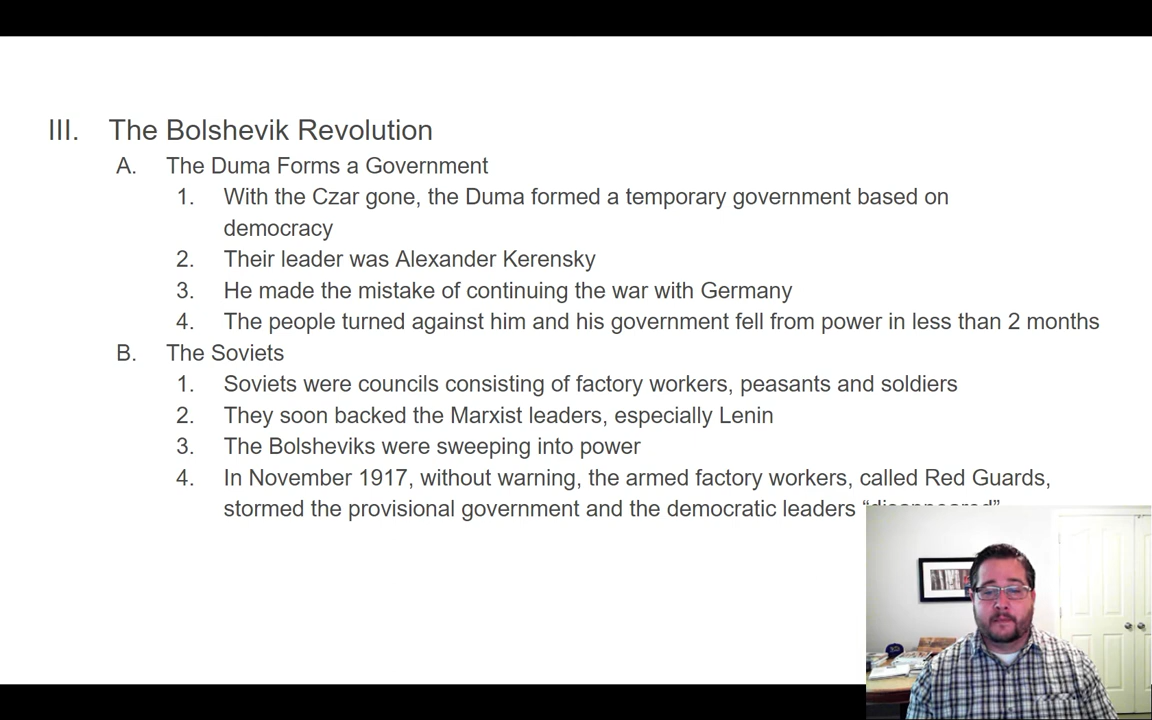 III. The Bolshevik Revolution
A. The Duma Forms a Government
1. With the Czar gone, the Duma formed a temporary government based on
democracy
2. Their leader was Alexander Kerensky
3. He made the mistake of continuing the war with Germany
4. The people turned against him and his government fell from power in less than 2 months
B. The Soviets
1. Soviets were councils consisting of factory workers, peasants and soldiers
2. They soon backed the Marxist leaders, especially Lenin
3. The Bolsheviks were sweeping into power
4. In November 1917, without warning, the armed factory workers, called Red Guards,
stormed the provisional government and the democratic leaders “disappeared”